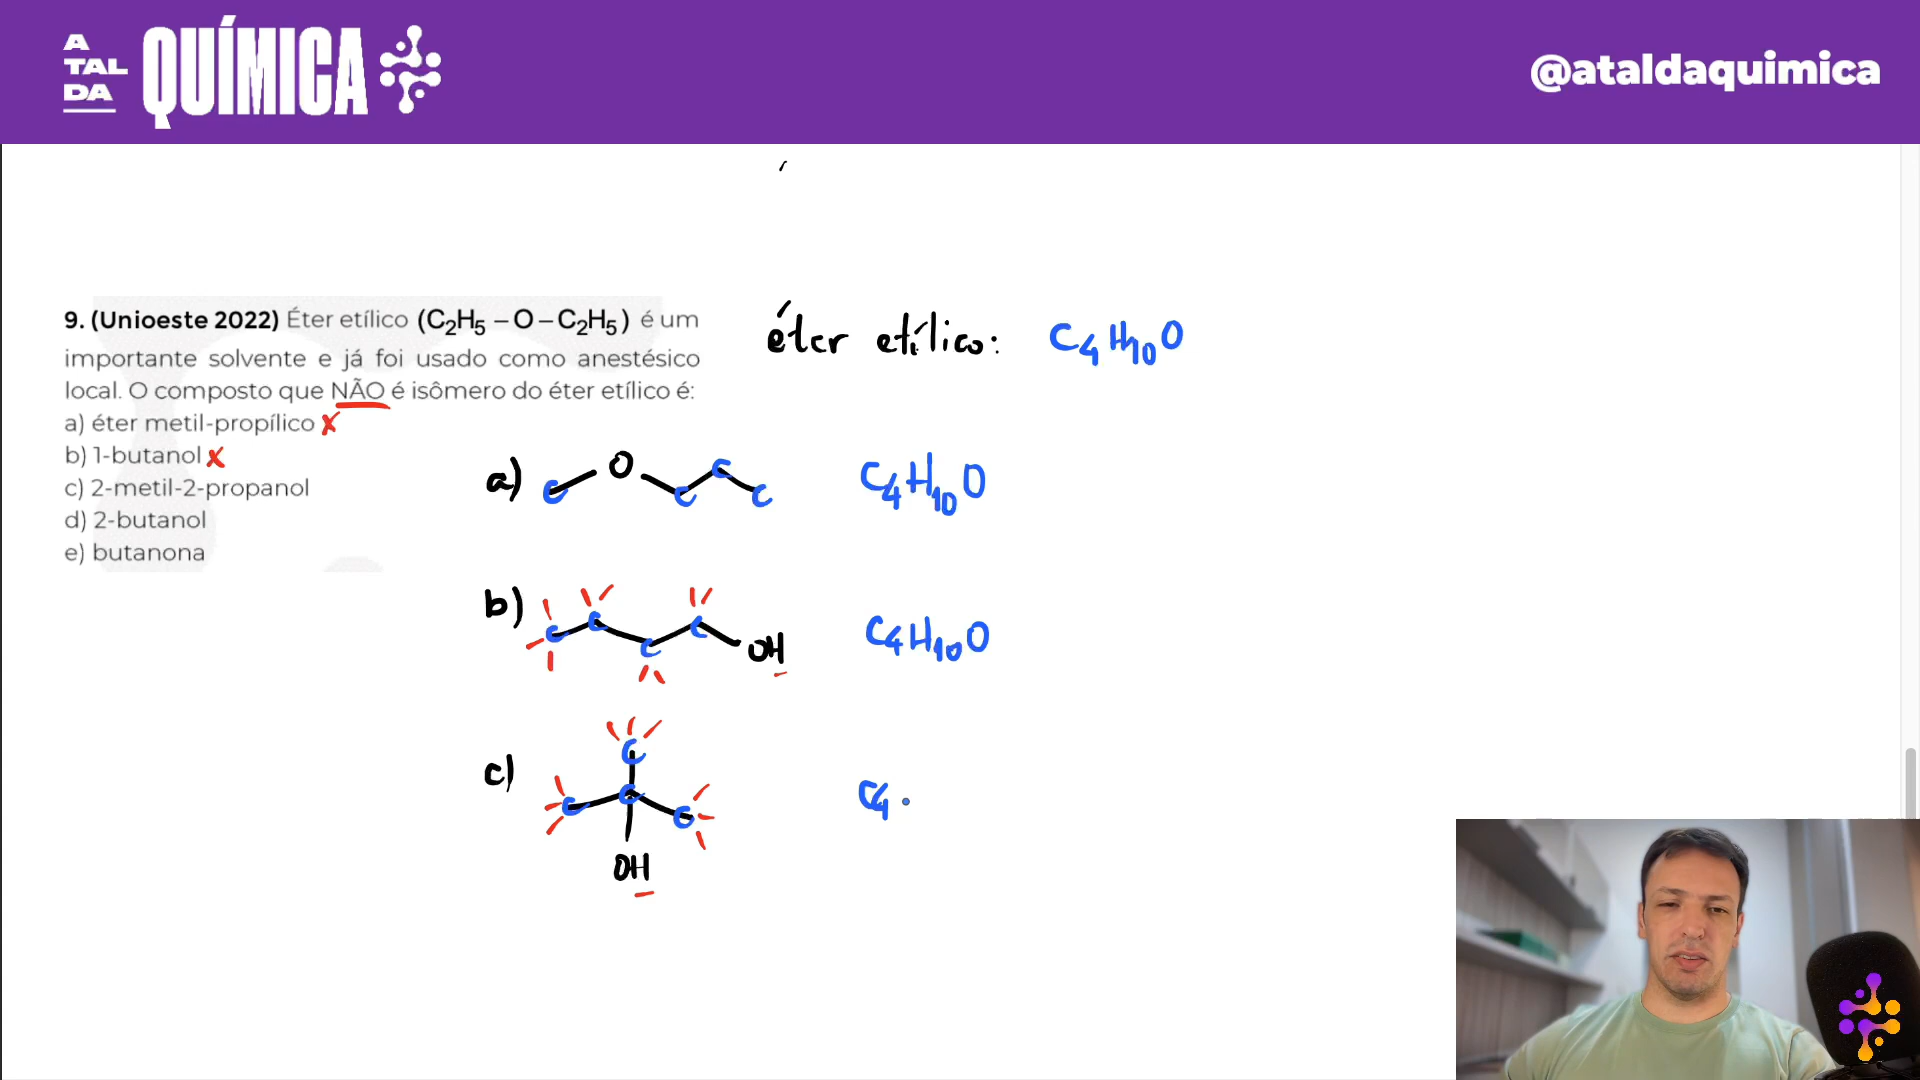 A
TAL
DA
QUÍMICA
@ataldaquimica
9. (Unioeste 2022) Éter etílico (C₂H₅ – O – C₂H₅) é um
importante solvente e já foi usado como anestésico
local. O composto que NÃO é isômero do éter etílico é:
a) éter metil-propílico x
b) 1-butanol x
c) 2-metil-2-propanol
d) 2-butanol
e) butanona
éter etílico: C₄H₁₀O
a) C O C C C C₄H₁₀O
b) C C C C OH C₄H₁₀O
c) C C C C OH C₄